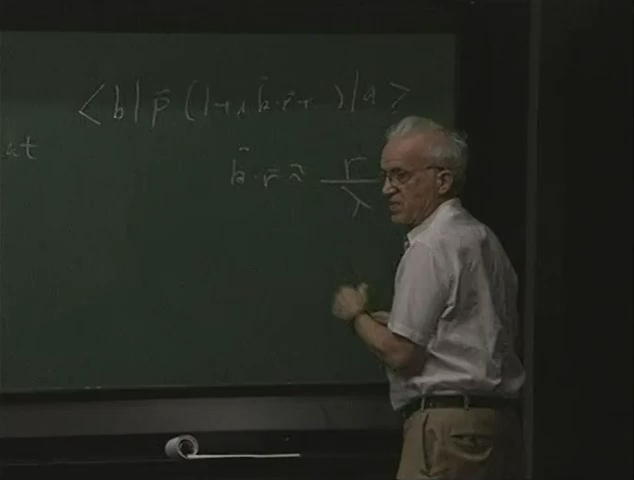 <b|p⃗ (1+i k⃗·r⃗+ )|a>
at
k⃗·r⃗ ≈ r/λ